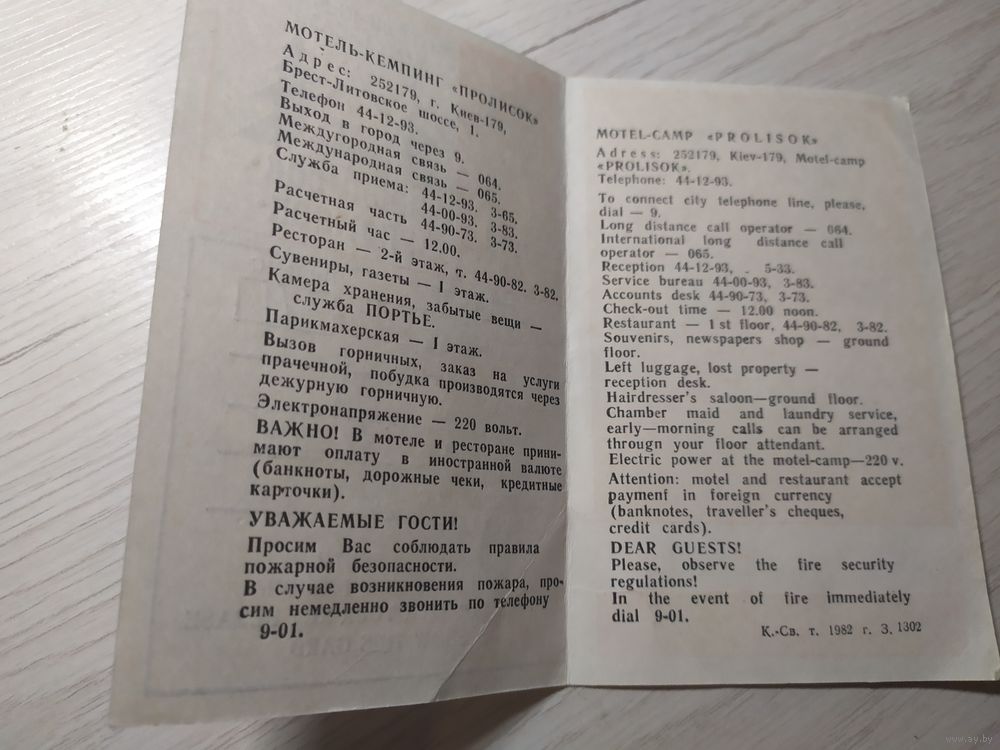 МОТЕЛЬ-КЕМПИНГ «ПРОЛИСОК»
Адрес: 252179, г. Киев-179,
Брест-Литовское шоссе, 1.
Телефон 44-12-93.
Выход в город через 9.
Междугородная связь — 064.
Международная связь — 065.
Служба приема: 44-12-93. 3-65.
44-00-93. 3-83.
Расчетная часть 44-90-73. 3-73.
Расчетный час — 12.00.
Ресторан — 2-й этаж, т. 44-90-82. 3-82.
Сувениры, газеты — I этаж.
Камера хранения, забытые вещи —
служба ПОРТЬЕ.
Парикмахерская — I этаж.
Вызов горничных, заказ на услуги
прачечной, побудка производятся через
дежурную горничную.
Электронапряжение — 220 вольт.
ВАЖНО! В мотеле и ресторане прини-
мают оплату в иностранной валюте
(банкноты, дорожные чеки, кредитные
карточки).
УВАЖАЕМЫЕ ГОСТИ!
Просим Вас соблюдать правила
пожарной безопасности.
В случае возникновения пожара, про-
сим немедленно звонить по телефону
9-01.
MOTEL-CAMP «PROLISOK»
Adress: 252179, Kiev-179, Motel-camp
«PROLISOK».
Telephone: 44-12-93.
To connect city telephone line, please,
dial — 9.
Long distance call operator — 064.
International long distance call
operator — 065.
Reception 44-12-93, . 5-33.
Service bureau 44-00-93, 3-83.
Accounts desk 44-90-73, 3-73.
Check-out time — 12.00 noon.
Restaurant — 1 st floor, 44-90-82, 3-82.
Souvenirs, newspapers shop — ground
floor.
Left luggage, lost property —
reception desk.
Hairdresser's saloon—ground floor.
Chamber maid and laundry service,
early—morning calls can be arranged
through your floor attendant.
Electric power at the motel-camp—220 v.
Attention: motel and restaurant accept
payment in foreign currency
(banknotes, traveller's cheques,
credit cards).
DEAR GUESTS!
Please, observe the fire security
regulations!
In the event of fire immediately
dial 9-01.
К.-Св. т. 1982 г. З. 1302
www.ay.by